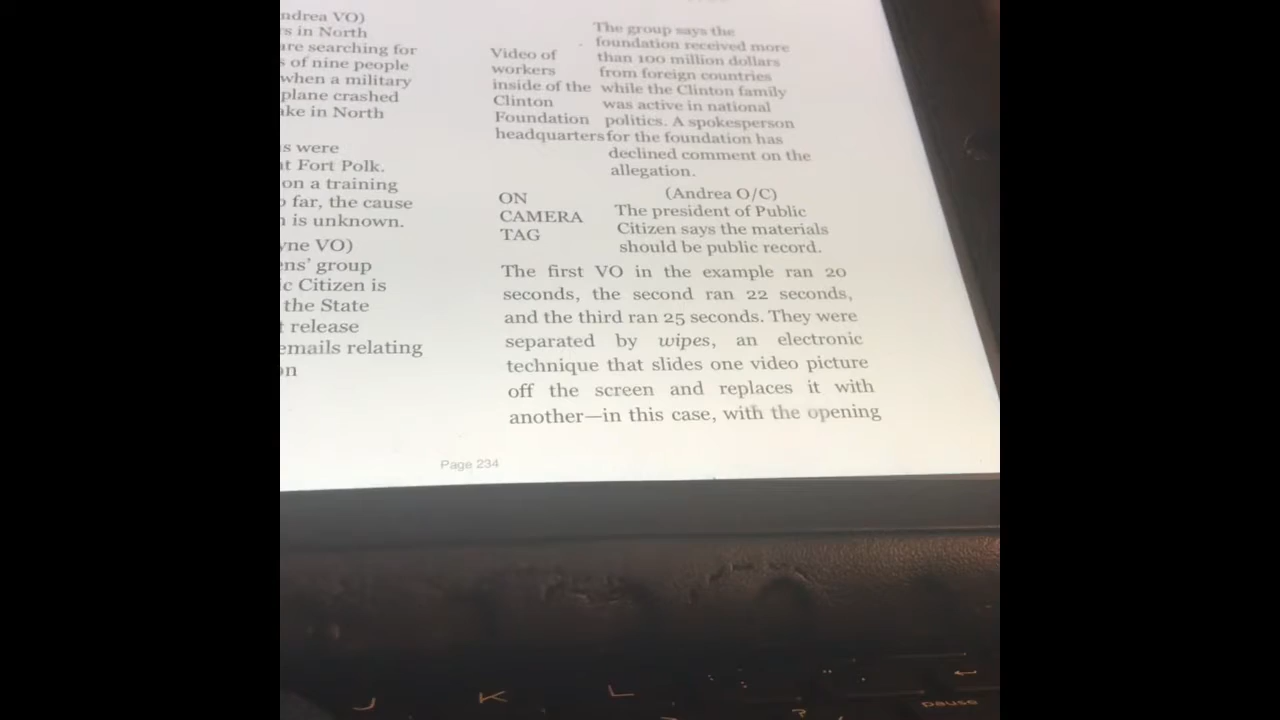 ndrea VO)
s in North
are searching for
s of nine people
when a military
plane crashed
ake in North
s were
at Fort Polk.
on a training
o far, the cause
n is unknown.
yne VO)
ens’ group
ic Citizen is
the State
t release
emails relating
on
Video of
workers
inside of the
Clinton
Foundation
headquarters
The group says the
foundation received more
than 100 million dollars
from foreign countries
while the Clinton family
was active in national
politics. A spokesperson
for the foundation has
declined comment on the
allegation.
ON
CAMERA
TAG
(Andrea O/C)
The president of Public
Citizen says the materials
should be public record.
The first VO in the example ran 20
seconds, the second ran 22 seconds,
and the third ran 25 seconds. They were
separated by wipes, an electronic
technique that slides one video picture
off the screen and replaces it with
another—in this case, with the opening
Page 234
J K L
? pause